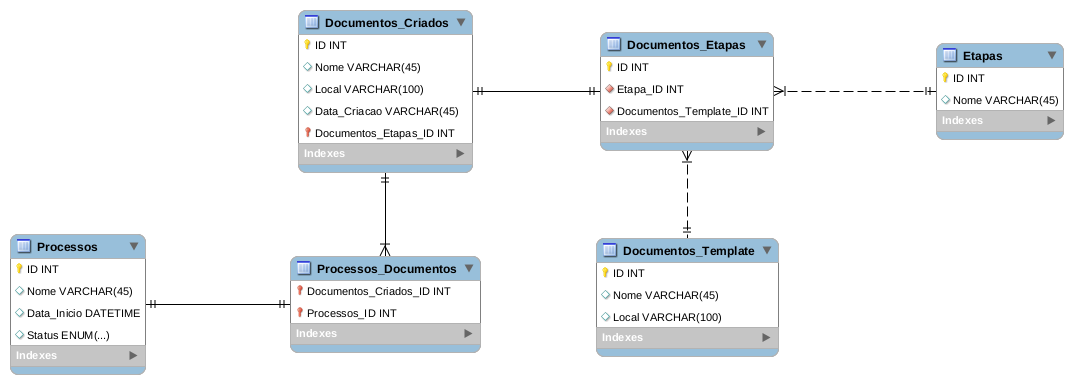 Documentos_Criados
ID INT
Nome VARCHAR(45)
Local VARCHAR(100)
Data_Criacao VARCHAR(45)
Documentos_Etapas_ID INT
Indexes
Documentos_Etapas
ID INT
Etapa_ID INT
Documentos_Template_ID INT
Indexes
Etapas
ID INT
Nome VARCHAR(45)
Indexes
Processos
ID INT
Nome VARCHAR(45)
Data_Inicio DATETIME
Status ENUM(...)
Indexes
Processos_Documentos
Documentos_Criados_ID INT
Processos_ID INT
Indexes
Documentos_Template
ID INT
Nome VARCHAR(45)
Local VARCHAR(100)
Indexes